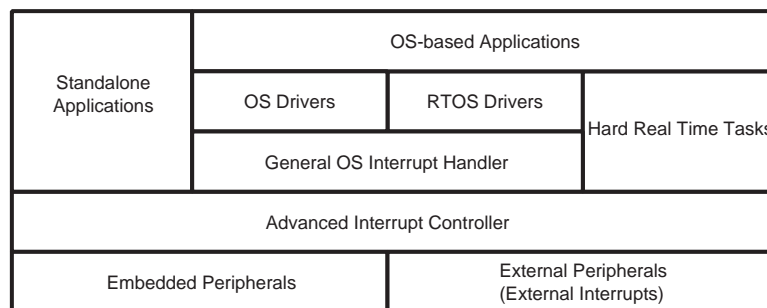 OS-based Applications
Standalone
Applications
OS Drivers
RTOS Drivers
Hard Real Time Tasks
General OS Interrupt Handler
Advanced Interrupt Controller
Embedded Peripherals
External Peripherals
(External Interrupts)